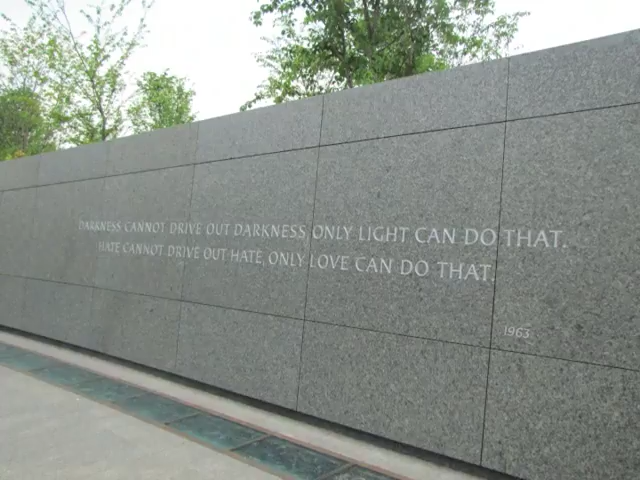 DARKNESS CANNOT DRIVE OUT DARKNESS, ONLY LIGHT CAN DO THAT.
HATE CANNOT DRIVE OUT HATE, ONLY LOVE CAN DO THAT.
1963